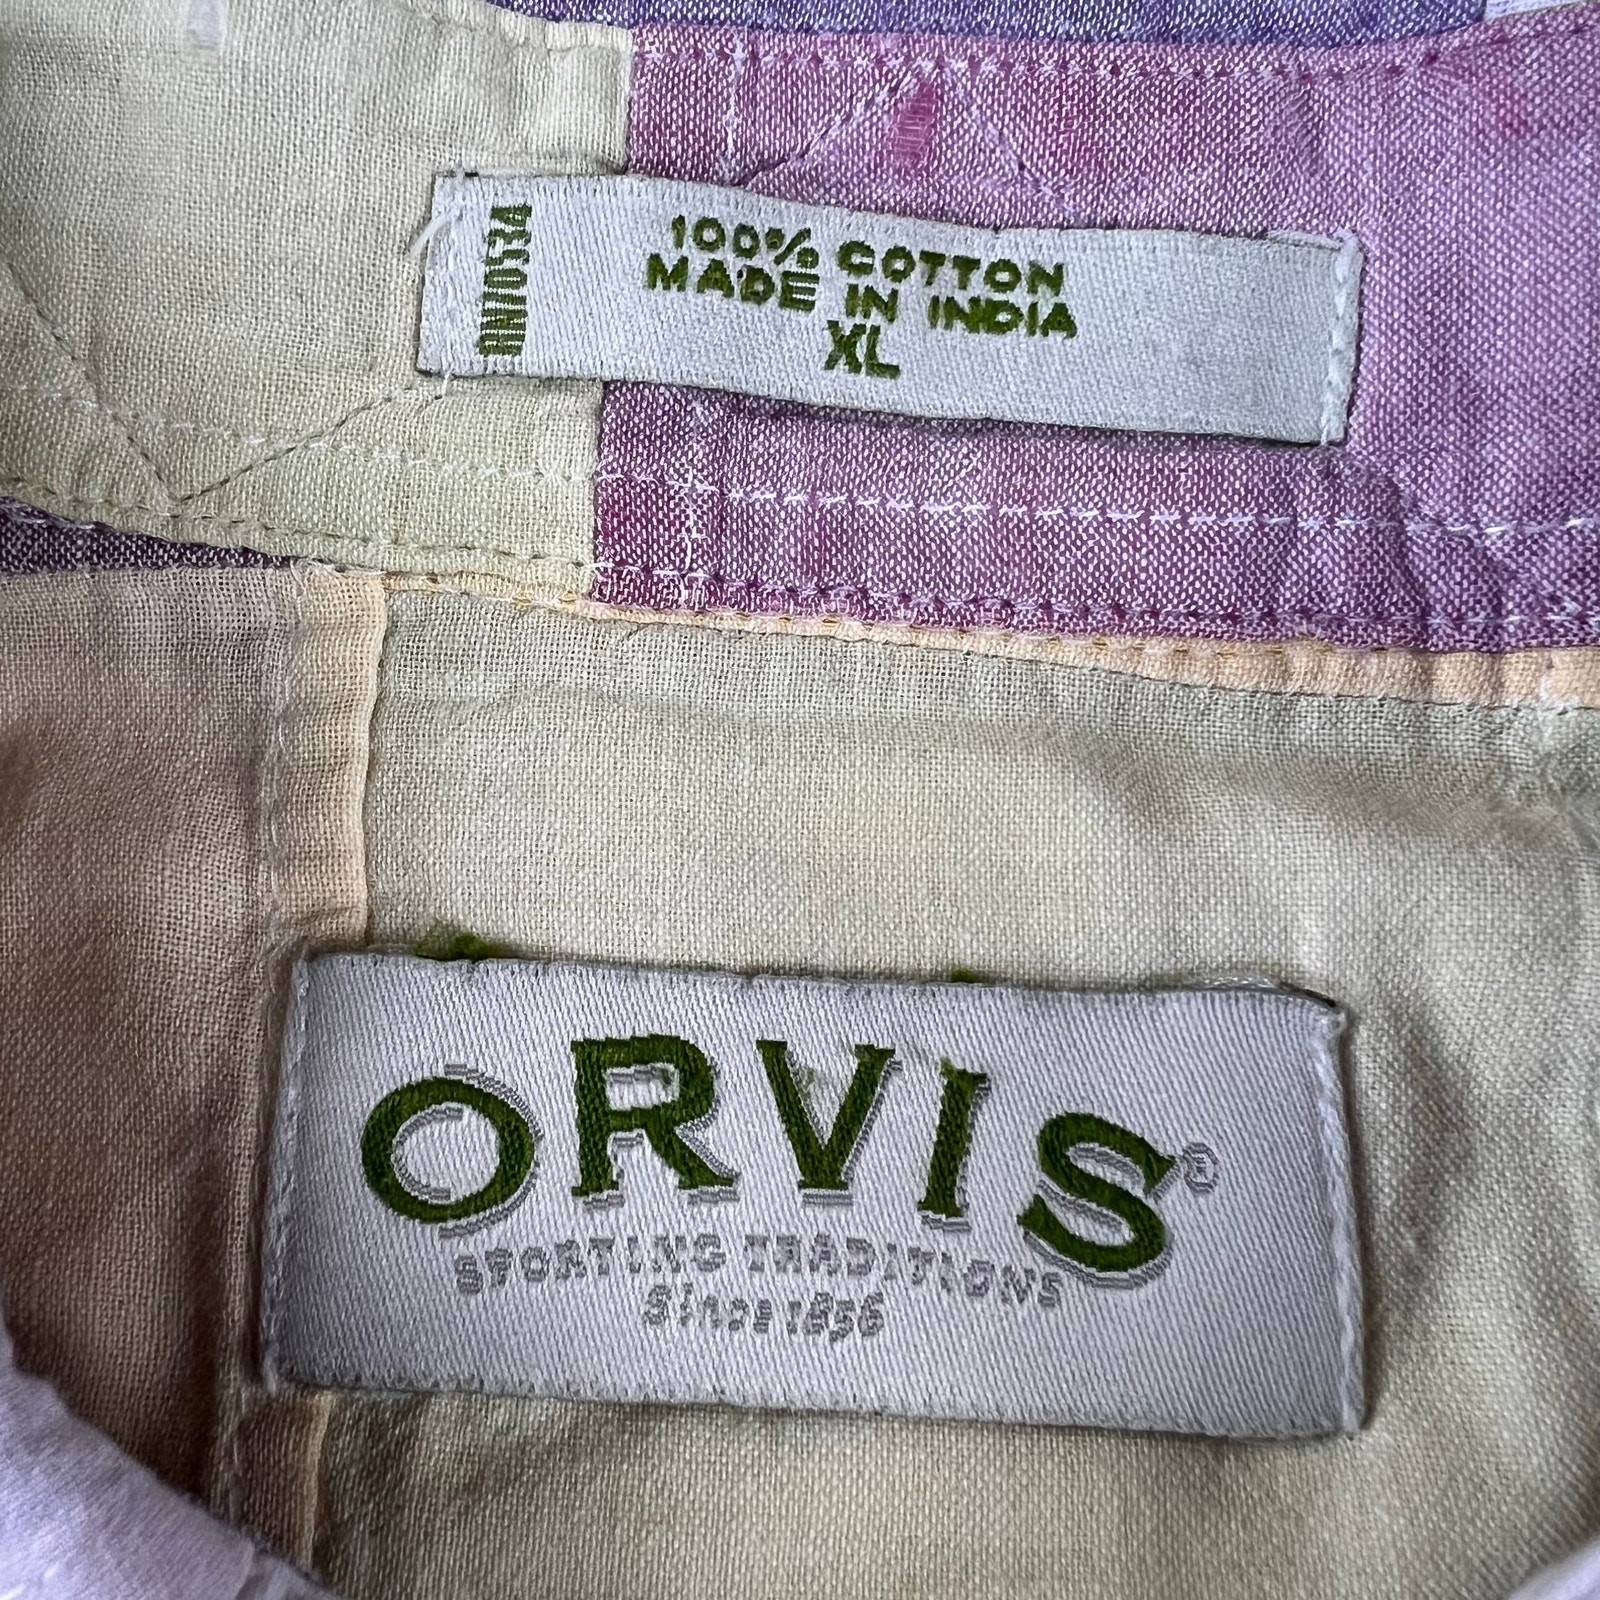 100% COTTON
MADE IN INDIA
XL
ORVIS®
SPORTING TRADITIONS
Since 1856